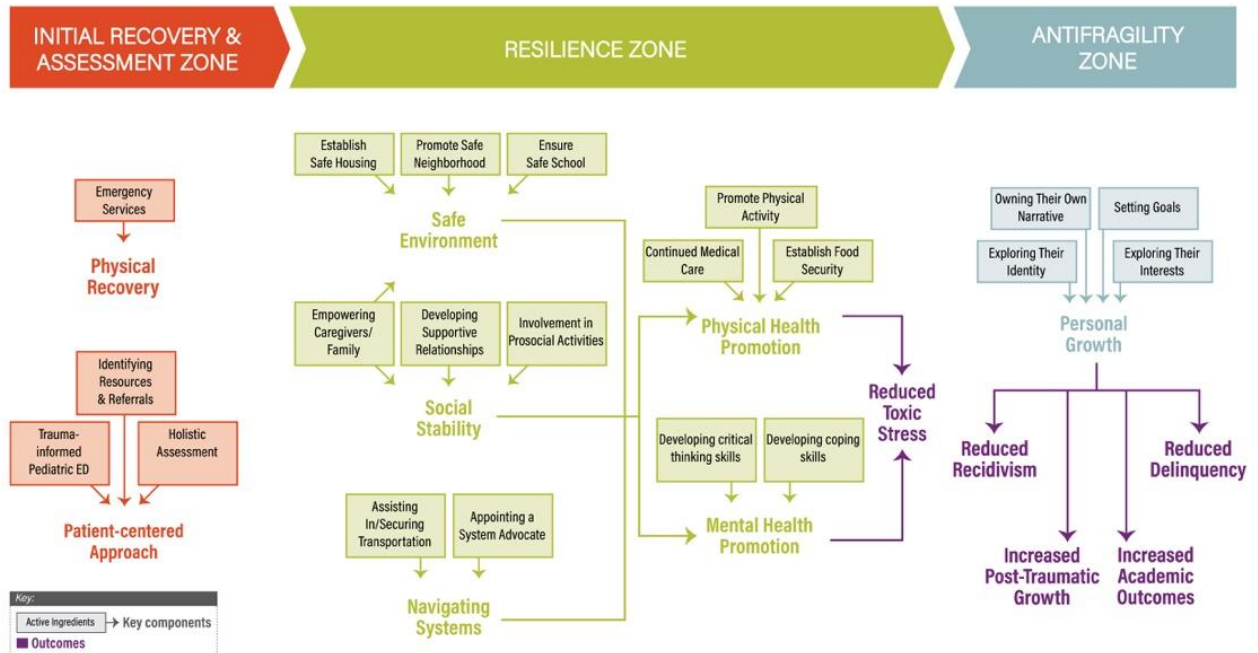 INITIAL RECOVERY &
ASSESSMENT ZONE
RESILIENCE ZONE
ANTIFRAGILITY
ZONE
Emergency
Services
Physical
Recovery
Identifying
Resources
& Referrals
Trauma-
informed
Pediatric ED
Holistic
Assessment
Patient-centered
Approach
Establish
Safe Housing
Promote Safe
Neighborhood
Ensure
Safe School
Safe
Environment
Empowering
Caregivers/
Family
Developing
Supportive
Relationships
Involvement in
Prosocial Activities
Social
Stability
Assisting
In/Securing
Transportation
Appointing a
System Advocate
Navigating
Systems
Promote Physical
Activity
Continued Medical
Care
Establish Food
Security
Physical Health
Promotion
Developing critical
thinking skills
Developing coping
skills
Mental Health
Promotion
Reduced
Toxic
Stress
Owning Their Own
Narrative
Setting Goals
Exploring Their
Identity
Exploring Their
Interests
Personal
Growth
Reduced
Recidivism
Reduced
Delinquency
Increased
Post-Traumatic
Growth
Increased
Academic
Outcomes
Key:
Active Ingredients
Key components
Outcomes